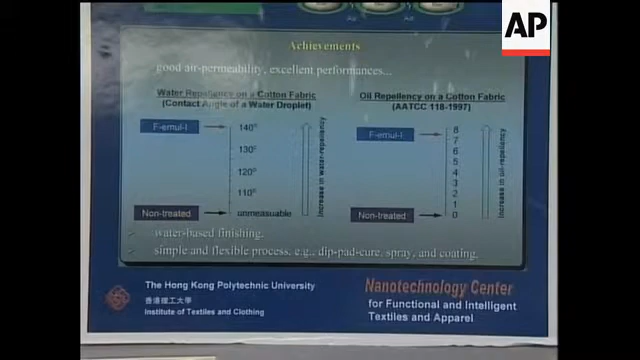 AP
Achievements
good air-permeability, excellent performances...
Water Repellency on a Cotton Fabric
(Contact Angle of a Water Droplet)
Oil Repellency on a Cotton Fabric
(AATCC 118-1997)
F-emul-I
140°
130°
120°
110°
Non-treated
unmeasuable
Increase in water-repellency
F-emul-I
8
7
6
5
4
3
2
1
0
Non-treated
Increase in oil-repellency
water-based finishing.
simple and flexible process, e.g., dip-pad-cure, spray, and coating.
The Hong Kong Polytechnic University
香港理工大學
Institute of Textiles and Clothing
Nanotechnology Center
for Functional and Intelligent
Textiles and Apparel